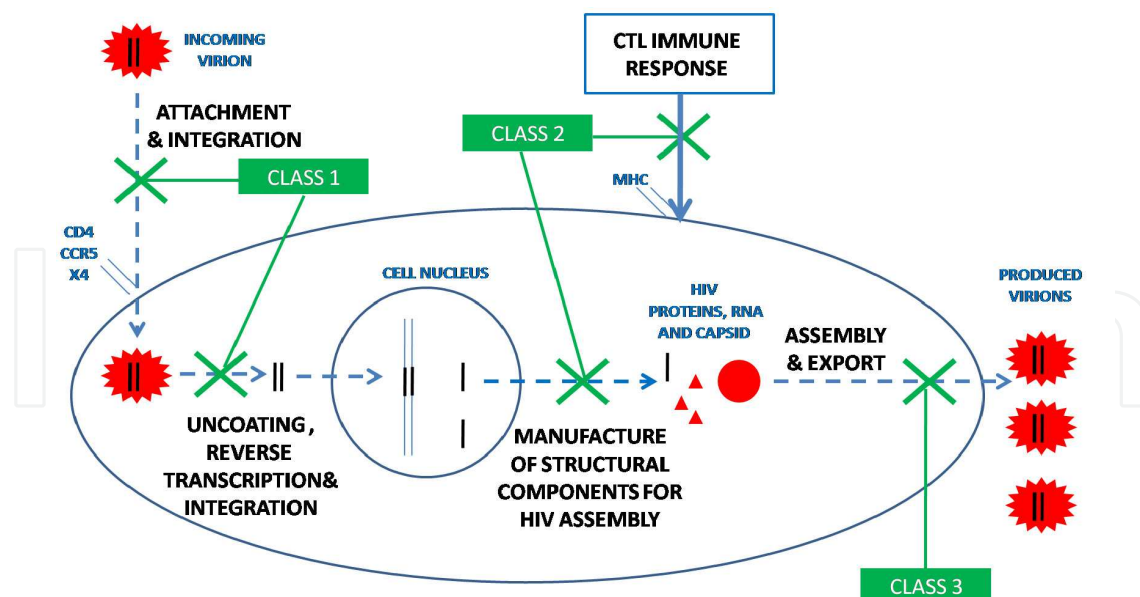 INCOMING
VIRION
CTL IMMUNE
RESPONSE
ATTACHMENT
& INTEGRATION
CLASS 2
CLASS 1
MHC
CD4
CCR5
X4
CELL NUCLEUS
HIV
PROTEINS, RNA
AND CAPSID
PRODUCED
VIRIONS
ASSEMBLY
& EXPORT
UNCOATING ,
REVERSE
TRANSCRIPTION&
INTEGRATION
MANUFACTURE
OF STRUCTURAL
COMPONENTS FOR
HIV ASSEMBLY
CLASS 3